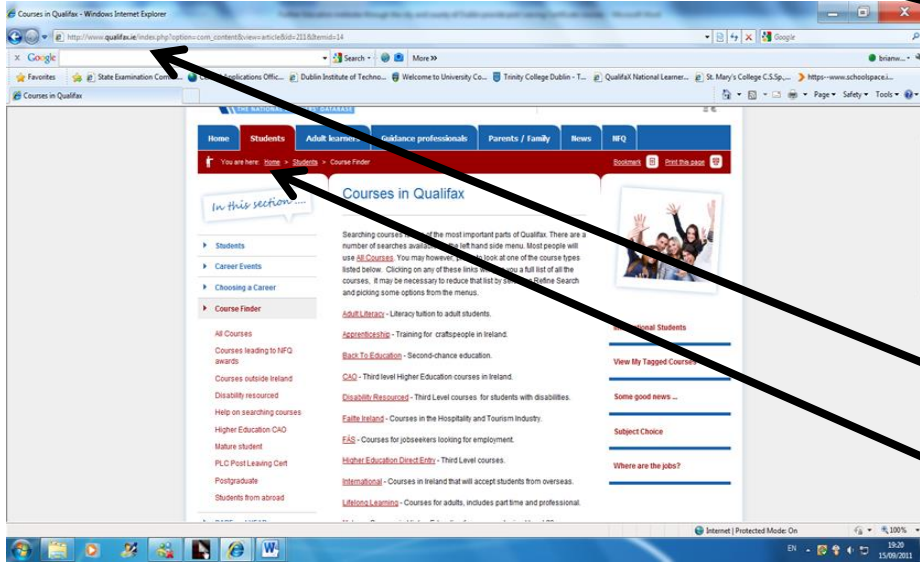 Courses in Qualifax - Windows Internet Explorer
http://www.qualifax.ie/index.php?option=com_content&view=article&id=211&Itemid=14
Google
x Google
Search
More >>
brianw...
Favorites
State Examination Com...
Applications Offic...
Dublin Institute of Techno...
Welcome to University Co...
Trinity College Dublin - T...
QualifaX National Learner...
St. Mary's College C.S.Sp,...
https--www.schoolspace.i...
Courses in Qualifax
Page
Safety
Tools
THE NATIONAL DATABASE
Home
Students
Adult learners
Guidance professionals
Parents / Family
News
NFQ
You are here: Home > Students > Course Finder
Bookmark
Print this page
In this section ....
Students
Career Events
Choosing a Career
Course Finder
All Courses
Courses leading to NFQ
awards
Courses outside Ireland
Disability resourced
Help on searching courses
Higher Education CAO
Mature student
PLC Post Leaving Cert
Postgraduate
Students from abroad
Courses in Qualifax
Searching courses of the most important parts of Qualifax. There are a
number of searches the left hand side menu. Most people will
use All Courses. You may however, look at one of the course types
listed below. Clicking on any of these links you a full list of all the
courses, it may be necessary to reduce that list by Refine Search
and picking some options from the menus.
Adult Literacy - Literacy tuition to adult students.
Apprenticeship - Training for craftspeople in Ireland.
Back To Education - Second-chance education.
CAO - Third level Higher Education courses in Ireland.
Disability Resourced - Third Level courses for students with disabilities.
Failte Ireland - Courses in the Hospitality and Tourism Industry.
FÁS - Courses for jobseekers looking for employment.
Higher Education Direct Entry - Third Level courses.
International - Courses in Ireland that will accept students from overseas.
Lifelong Learning - Courses for adults, includes part time and professional.
Students
View My Tagged Courses
Some good news ...
Subject Choice
Where are the jobs?
Internet | Protected Mode: On
100%
EN
19:20
15/09/2011